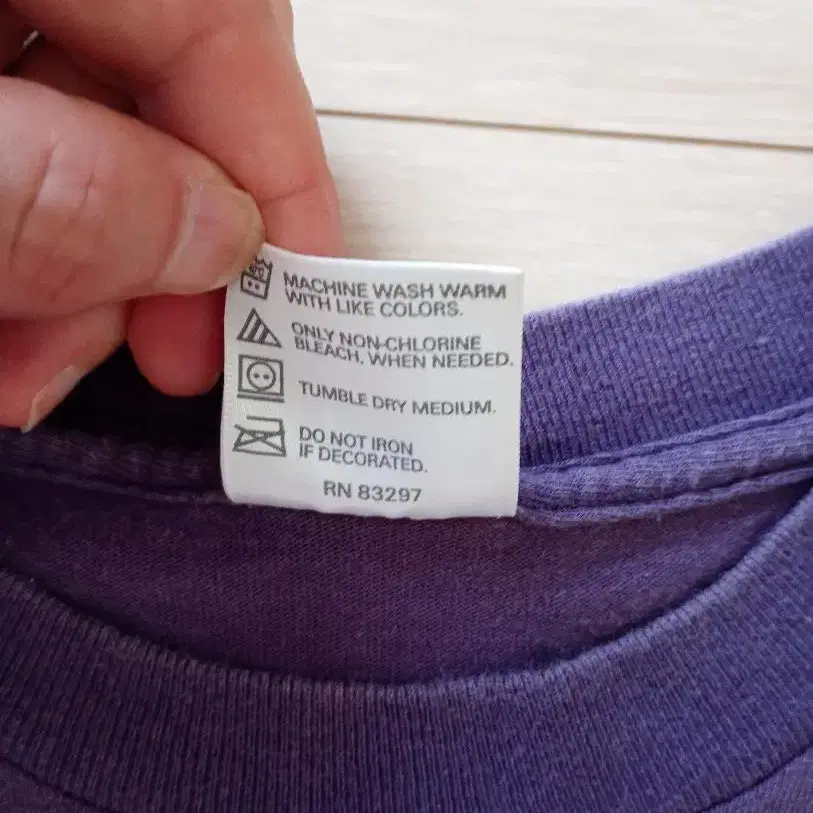 MACHINE WASH WARM
WITH LIKE COLORS.
ONLY NON-CHLORINE
BLEACH, WHEN NEEDED.
TUMBLE DRY MEDIUM.
DO NOT IRON
IF DECORATED.
RN 83297